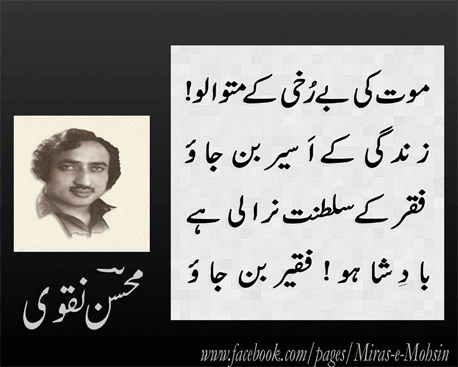 موت کی بے رُخی کے متوالو!
زندگی کے اَسیر بن جاؤ
فقر کے سلطنت نرالی ہے
بادِشاہو! فقیر بن جاؤ
محسن نقوی
www.facebook.com/pages/Miras-e-Mohsin